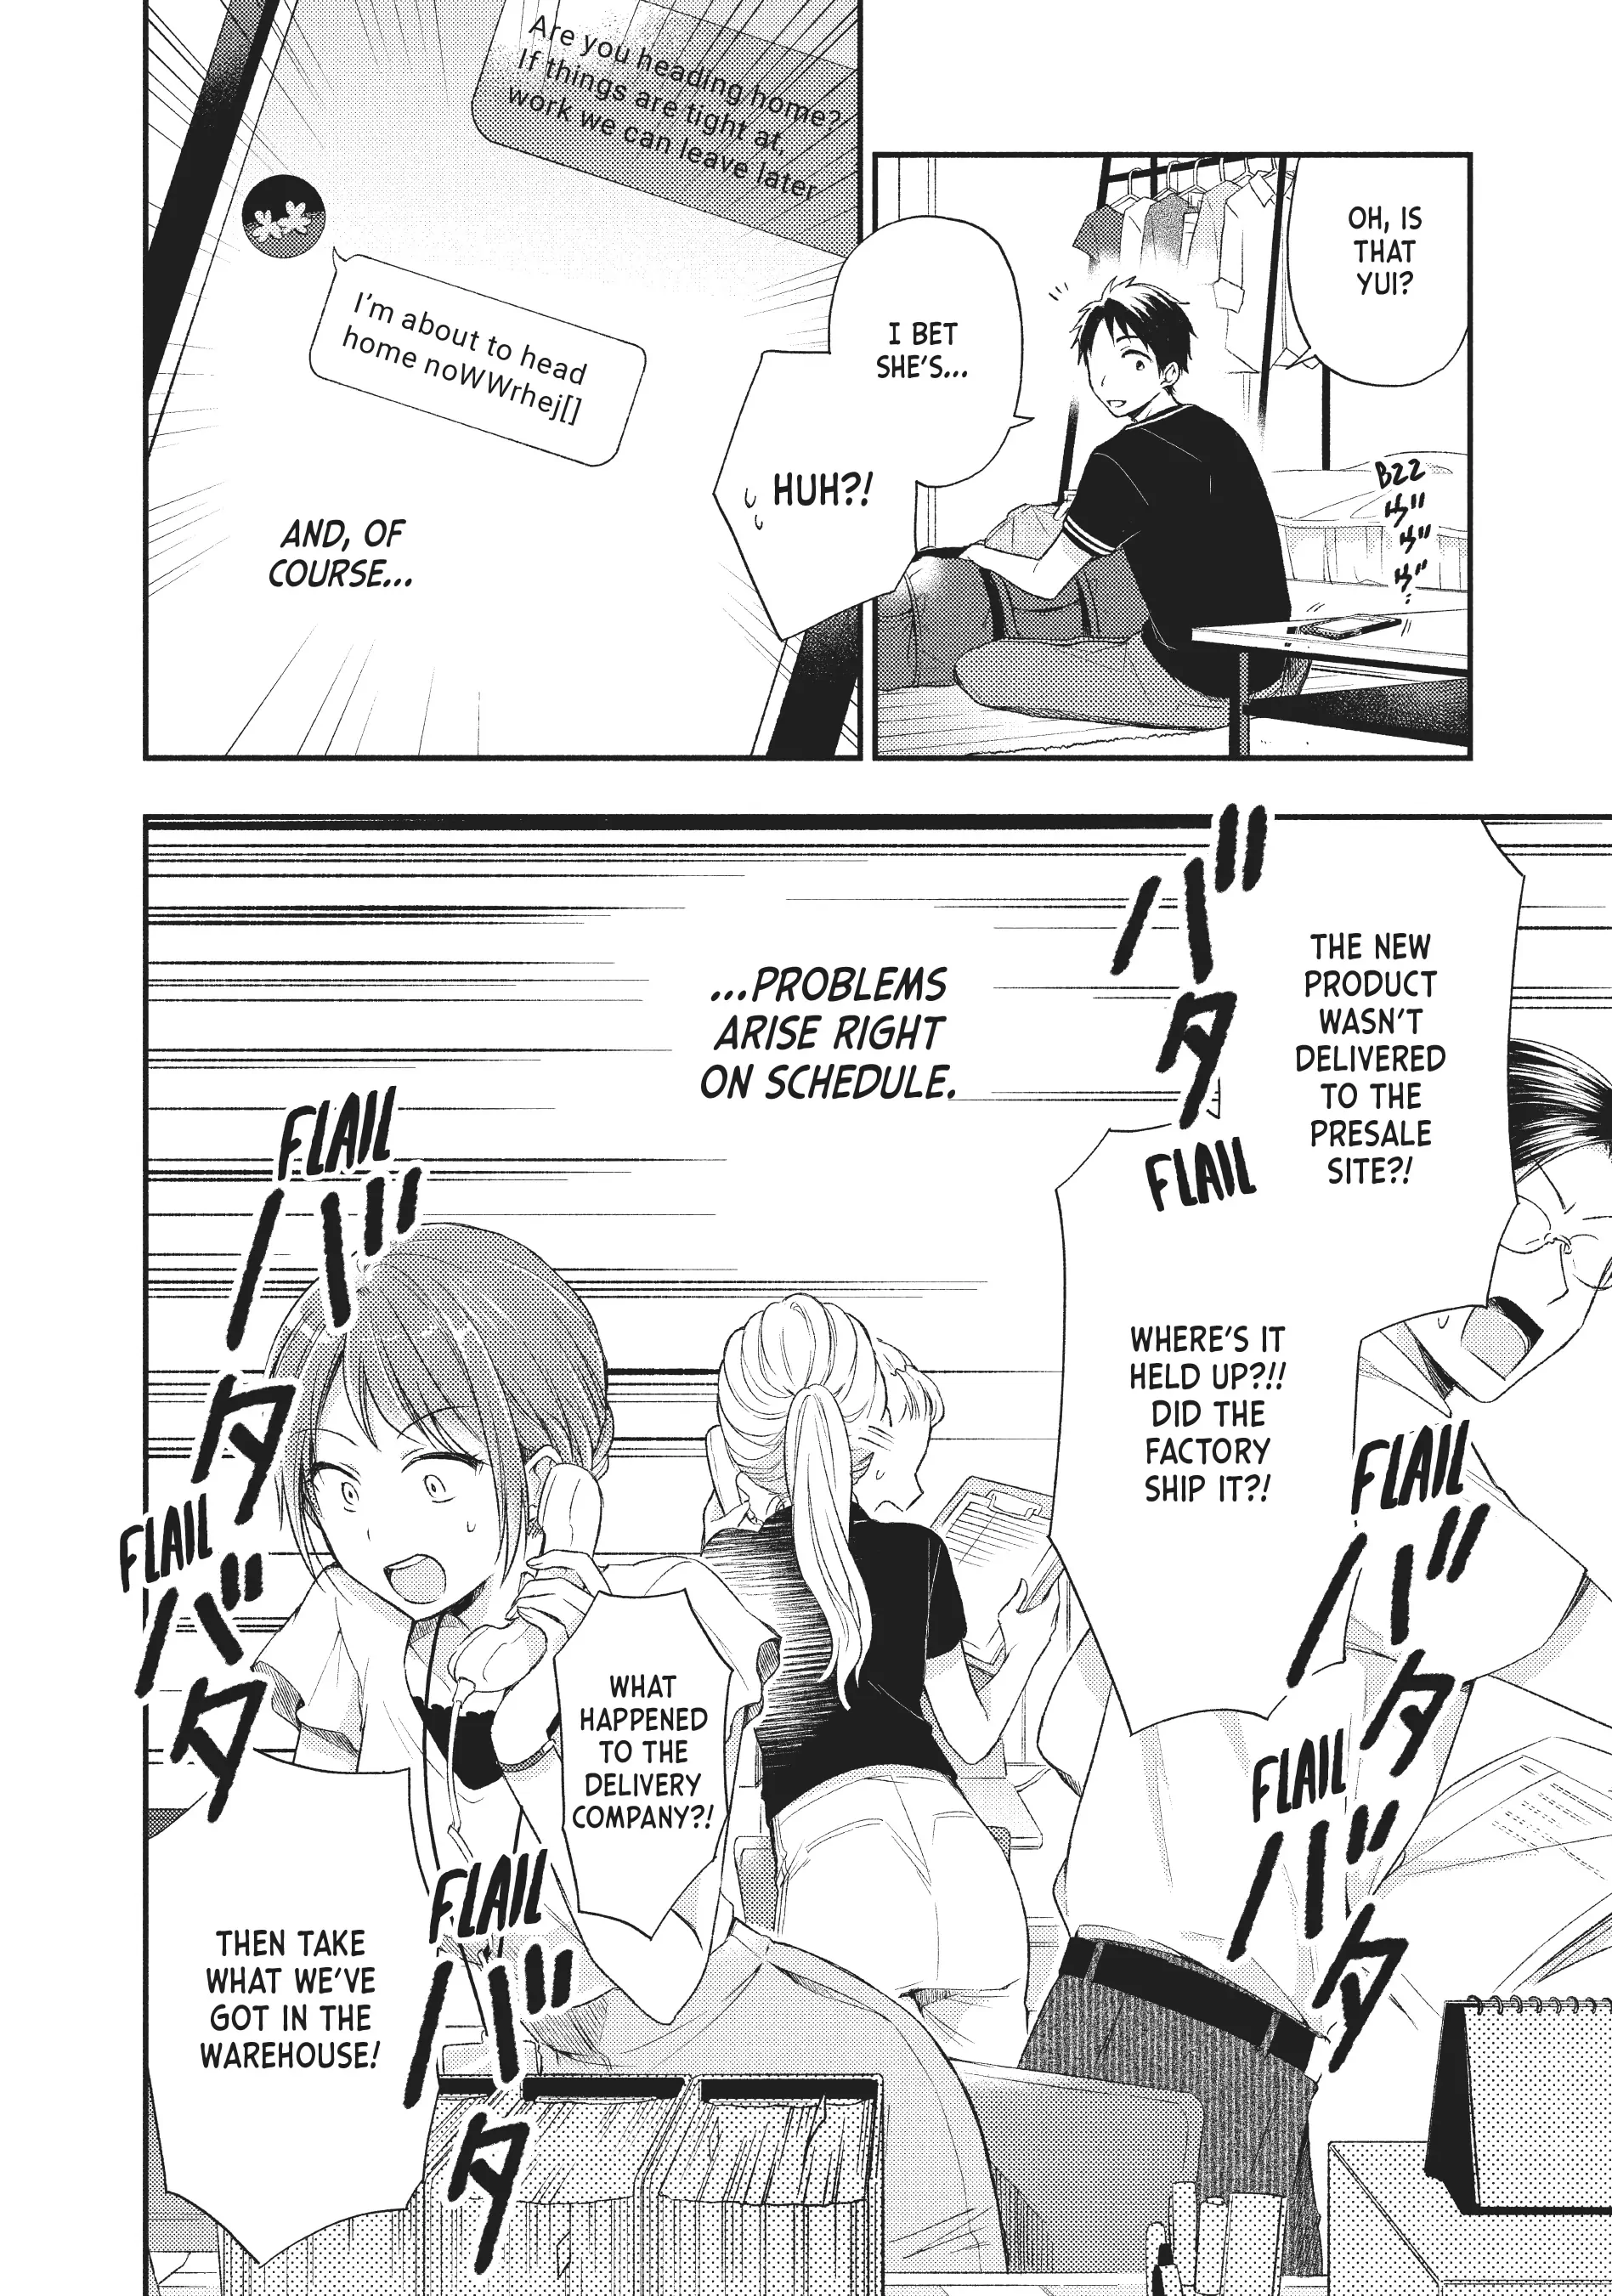 OH, IS
THAT
YUI?
BZZ
ヴヴヴ
I BET
SHE'S...
HUH?!
Are you heading home?
If things are tight at,
work we can leave later
I'm about to head
home noWWrhej[]
AND, OF
COURSE...
THE NEW
PRODUCT
WASN'T
DELIVERED
TO THE
PRESALE
SITE?!
バタ
FLAIL
WHERE'S IT
HELD UP?!!
DID THE
FACTORY
SHIP IT?!
FLAIL
バタ
FLAIL
バタ
...PROBLEMS
ARISE RIGHT
ON SCHEDULE.
FLAIL
バタ
FLAIL
バタ
WHAT
HAPPENED
TO THE
DELIVERY
COMPANY?!
FLAIL
バタ
THEN TAKE
WHAT WE'VE
GOT IN THE
WAREHOUSE!